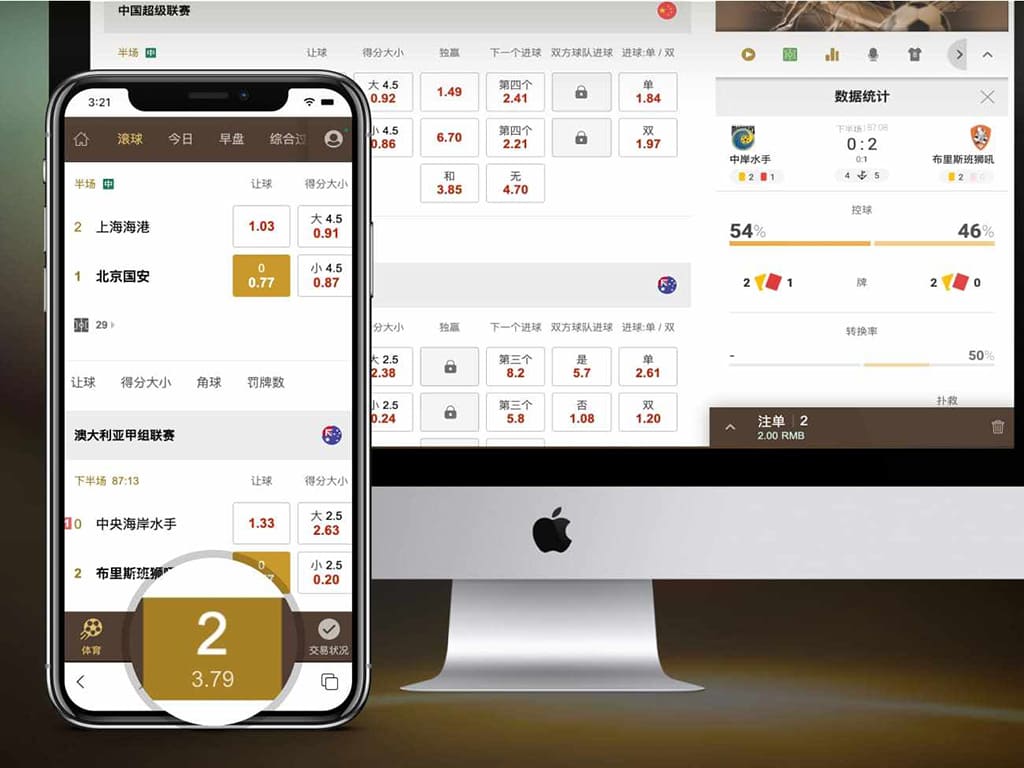 中国超级联赛
半场 中 让球 得分大小 独赢 下一个进球 双方球队进球 进球:单 / 双
大 4.5
0.92
1.49
第四个
2.41
单
1.84
小 4.5
0.86
6.70
第四个
2.21
双
1.97
和
3.85
无
4.70
独赢 下一个进球 双方球队进球 进球:单 / 双
大 2.5
2.38
第三个
8.2
是
5.7
单
2.61
小 2.5
0.24
第三个
5.8
否
1.08
双
1.20
数据统计
下半场 87:08
0 : 2
0:1
中岸水手
布里斯班狮吼
2 1
4 5
2 0
控球
54%
46%
2 1
牌
2 0
转换率
-
50%
扑救
注单 2
2.00 RMB
3:21
滚球 今日 早盘 综合过
半场 中 让球 得分大小
2 上海海港
1.03
大 4.5
0.91
1 北京国安
0
0.77
小 4.5
0.87
29
让球 得分大小 角球 罚牌数
澳大利亚甲组联赛
下半场 87:13 让球 得分大小
1 0 中央海岸水手
1.33
大 2.5
2.63
2 布里斯班狮
0
小 2.5
0.20
体育
2
3.79
交易状况